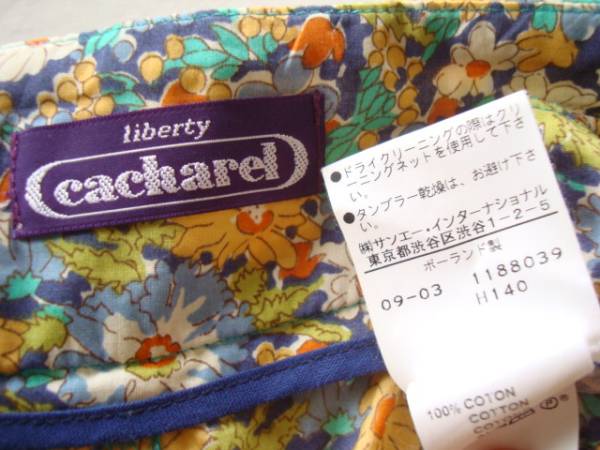 liberty
cacharel
●ドライクリーニングの際はクリ
ーニングネットを使用して下さ
い。
●タンブラー乾燥は、お避け下さ
い。
㈱サンエー・インターナショナル
東京都渋谷区渋谷1-2-5
ポーランド製
09-03 1188039
H140
100% COTON
COTTON